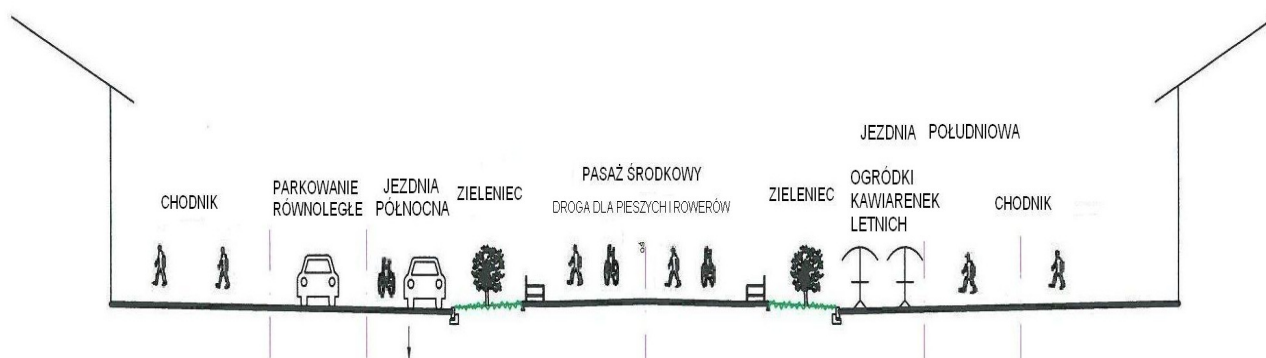 CHODNIK
PARKOWANIE
RÓWNOLEGŁE
JEZDNIA
PÓŁNOCNA
ZIELENIEC
PASAŻ ŚRODKOWY
DROGA DLA PIESZYCH I ROWERÓW
ZIELENIEC
JEZDNIA POŁUDNIOWA
OGRÓDKI
KAWIARENEK
LETNICH
CHODNIK